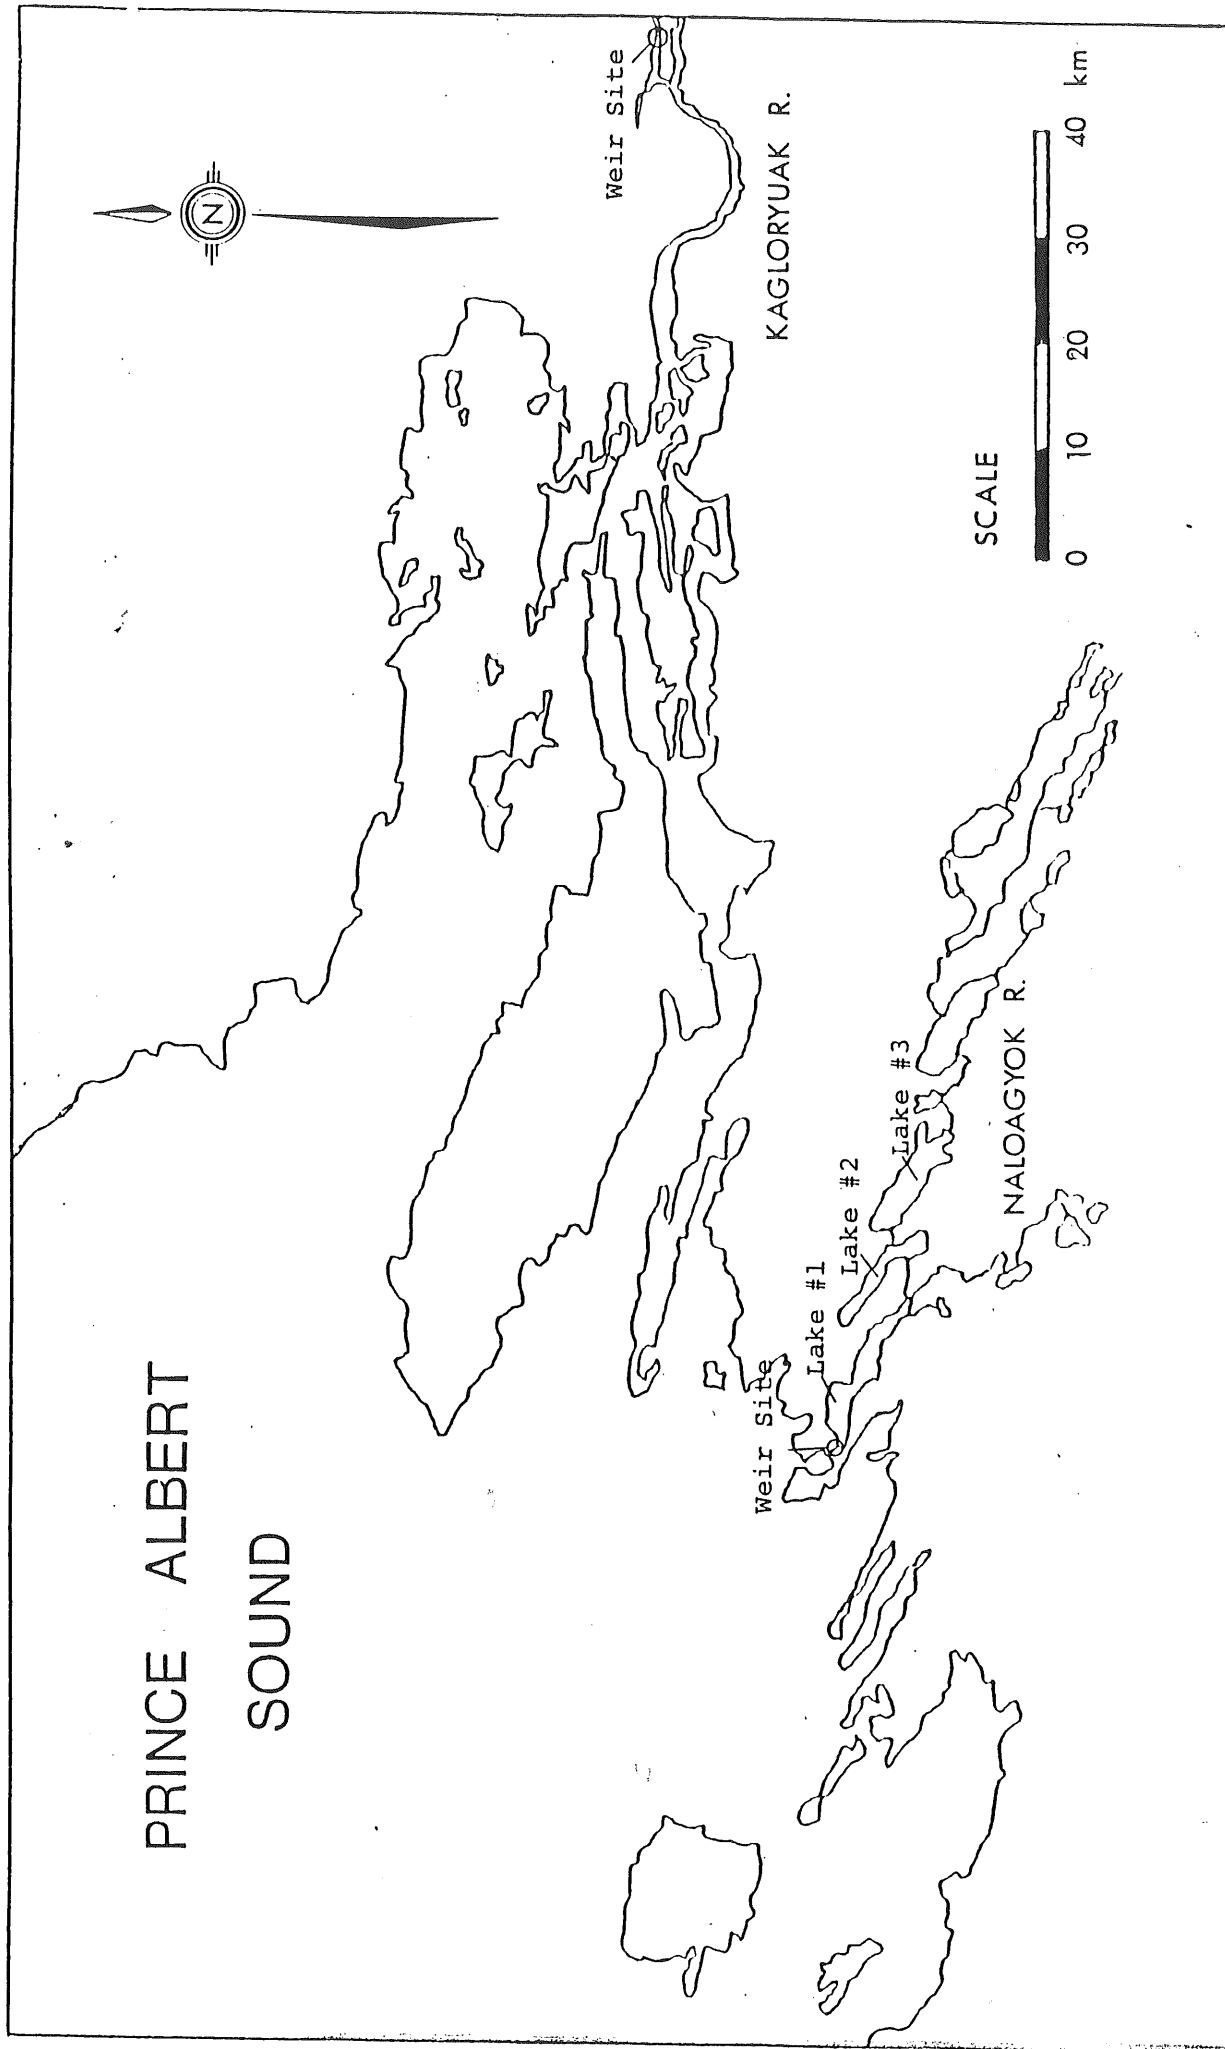 PRINCE ALBERT
SOUND
N
Weir Site
KAGLORYUAK R.
Weir Site
Lake #1
Lake #2
Lake #3
NALOAGYOK R.
SCALE
0 10 20 30 40 km